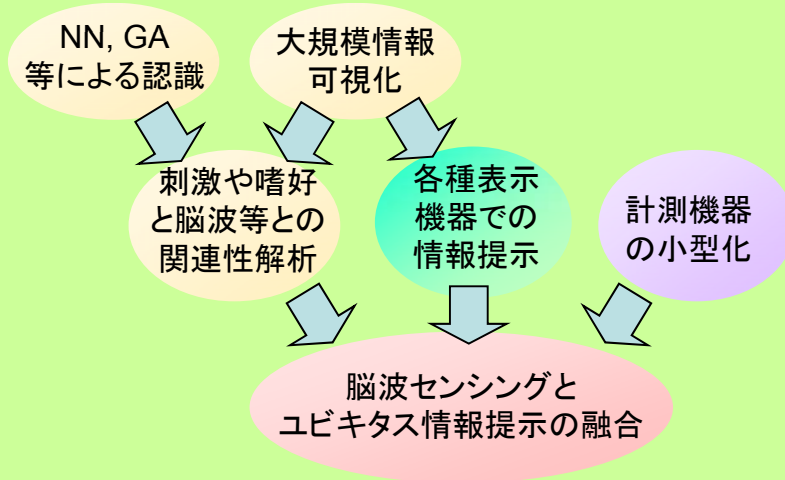 NN, GA
等による認識
大規模情報
可視化
刺激や嗜好
と脳波等との
関連性解析
各種表示
機器での
情報提示
計測機器
の小型化
脳波センシングと
ユビキタス情報提示の融合